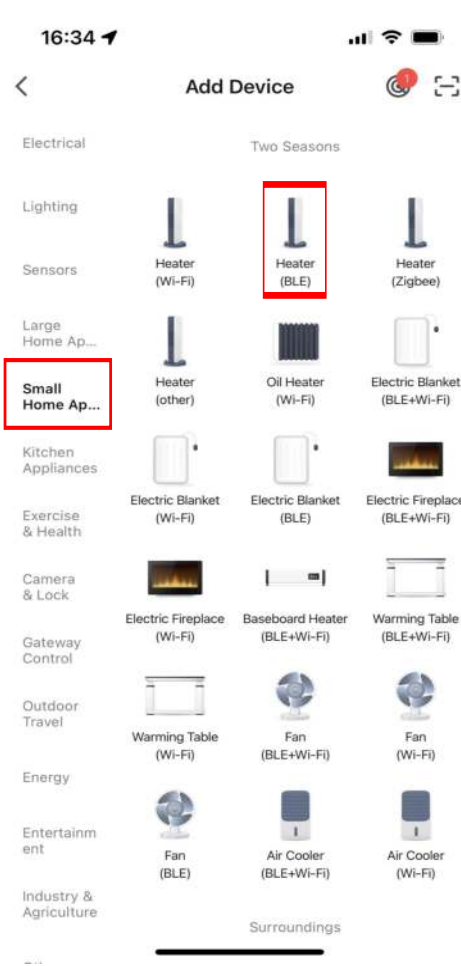 16:34
Add Device
1
Electrical
Lighting
Sensors
Large
Home Ap...
Small
Home Ap...
Kitchen
Appliances
Exercise
& Health
Camera
& Lock
Gateway
Control
Outdoor
Travel
Energy
Entertainm
ent
Industry &
Agriculture
Two Seasons
Heater
(Wi-Fi)
Heater
(BLE)
Heater
(Zigbee)
Heater
(other)
Oil Heater
(Wi-Fi)
Electric Blanket
(BLE+Wi-Fi)
Electric Blanket
(Wi-Fi)
Electric Blanket
(BLE)
Electric Fireplace
(BLE+Wi-Fi)
Electric Fireplace
(Wi-Fi)
Baseboard Heater
(BLE+Wi-Fi)
Warming Table
(BLE+Wi-Fi)
Warming Table
(Wi-Fi)
Fan
(BLE+Wi-Fi)
Fan
(Wi-Fi)
Fan
(BLE)
Air Cooler
(BLE+Wi-Fi)
Air Cooler
(Wi-Fi)
Surroundings